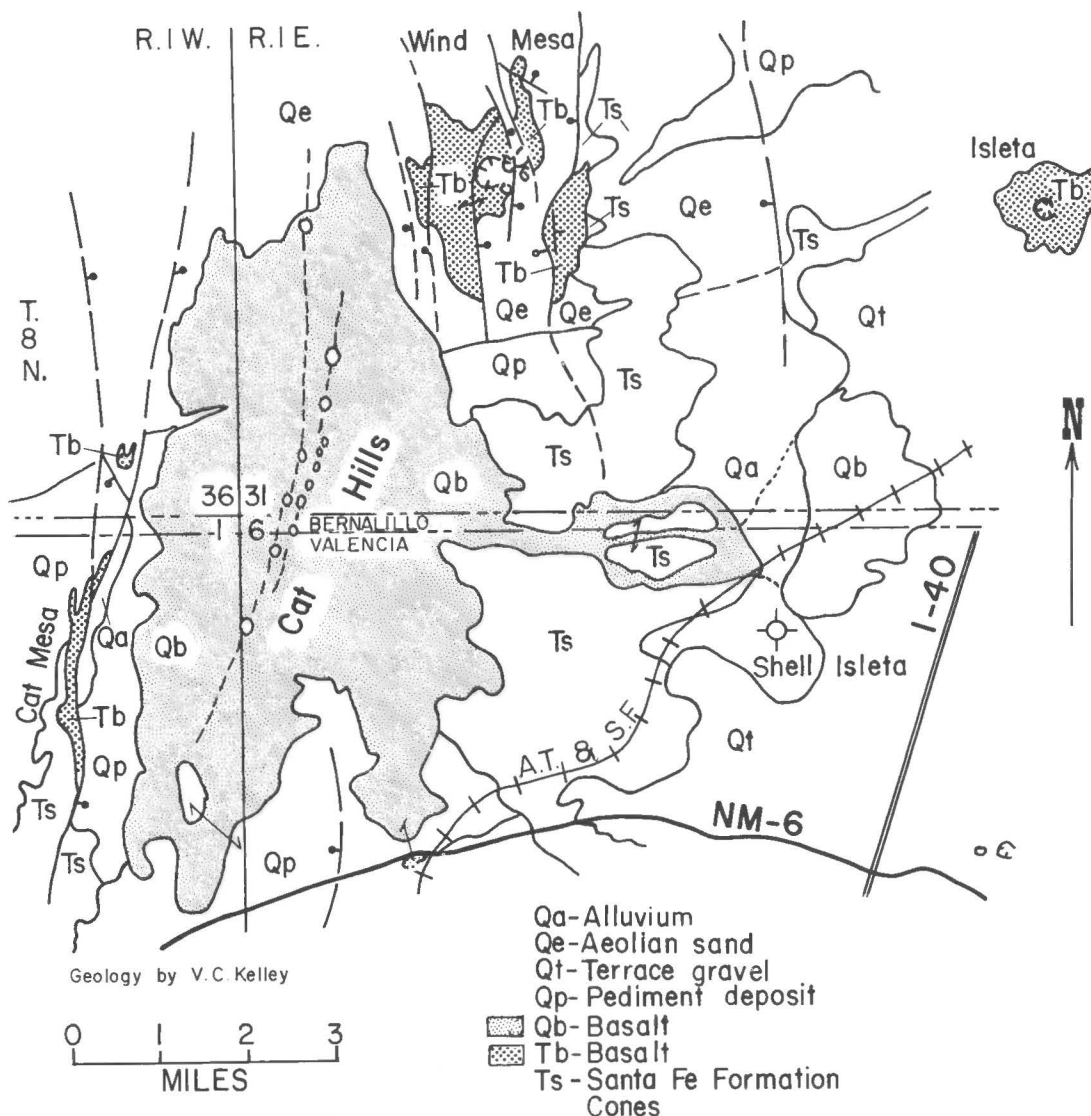 R.IW. R.IE. Wind Mesa
Qp
Qe
Tb Ts
Isleta
Tb
Tb
Qe
Ts
Ts
Tb
T.
8
N.
Qe Qe
Qt
Qp
Ts
Tb
Ts
Hills
Qb
Qa Qb
N
36 31
1 6
BERNALILLO
VALENCIA
Ts
Qp
Cat
I-40
Qa
Qb
Ts
Cat Mesa
Shell Isleta
Tb
Qt
A.T. & S.F.
Qp
Ts
NM-6
Ts
Qp
Qa-Alluvium
Qe-Aeolian sand
Qt-Terrace gravel
Qp-Pediment deposit
Qb-Basalt
Tb-Basalt
Ts-Santa Fe Formation
Cones
Geology by V.C. Kelley
0 1 2 3
MILES